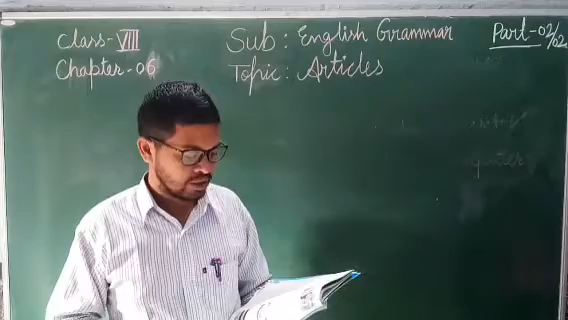 Class-VIII
Chapter-06
Sub: English Grammar
Topic: Articles
Part-02/02